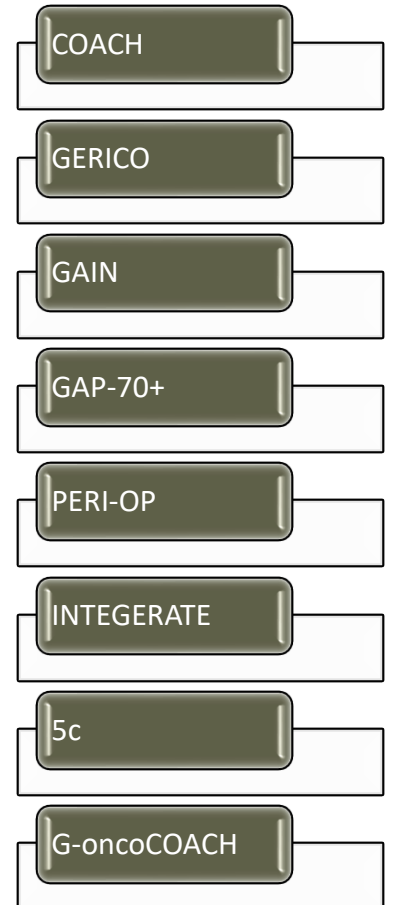 COACH
GERICO
GAIN
GAP-70+
PERI-OP
INTEGERATE
5c
G-oncoCOACH